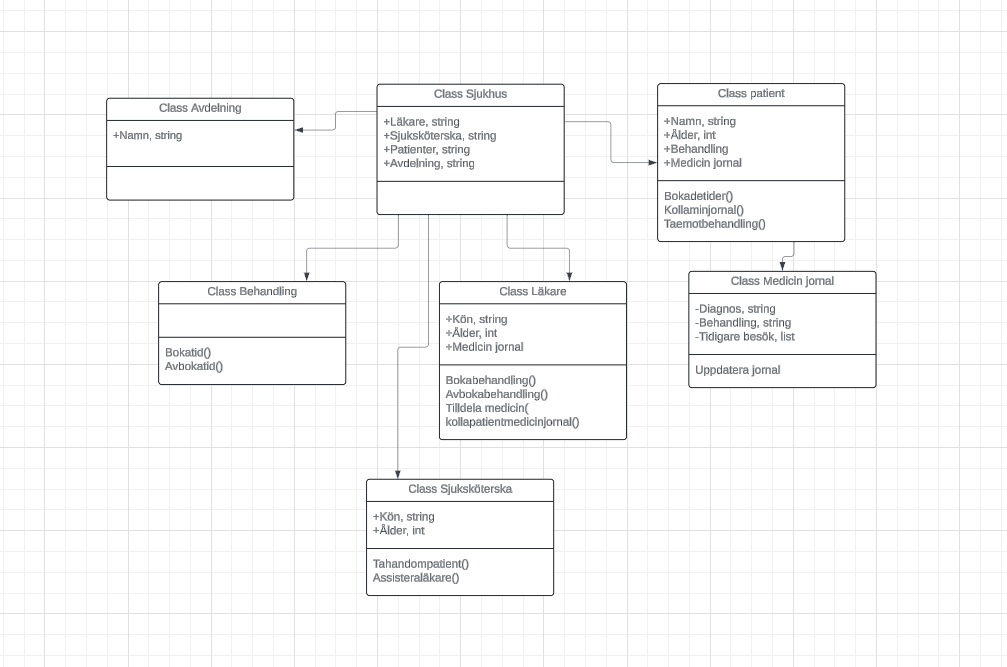 Class Avdelning
+Namn, string
Class Sjukhus
+Läkare, string
+Sjuksköterska, string
+Patienter, string
+Avdelning, string
Class patient
+Namn, string
+Ålder, int
+Behandling
+Medicin jornal
Bokadetider()
Kollaminjornal()
Taemotbehandling()
Class Behandling
Bokatid()
Avbokatid()
Class Läkare
+Kön, string
+Ålder, int
+Medicin jornal
Bokabehandling()
Avbokabehandling()
Tilldela medicin(
kollapatientmedicinjornal()
Class Medicin jornal
-Diagnos, string
-Behandling, string
-Tidigare besök, list
Uppdatera jornal
Class Sjuksköterska
+Kön, string
+Ålder, int
Tahandompatient()
Assisteraläkare()